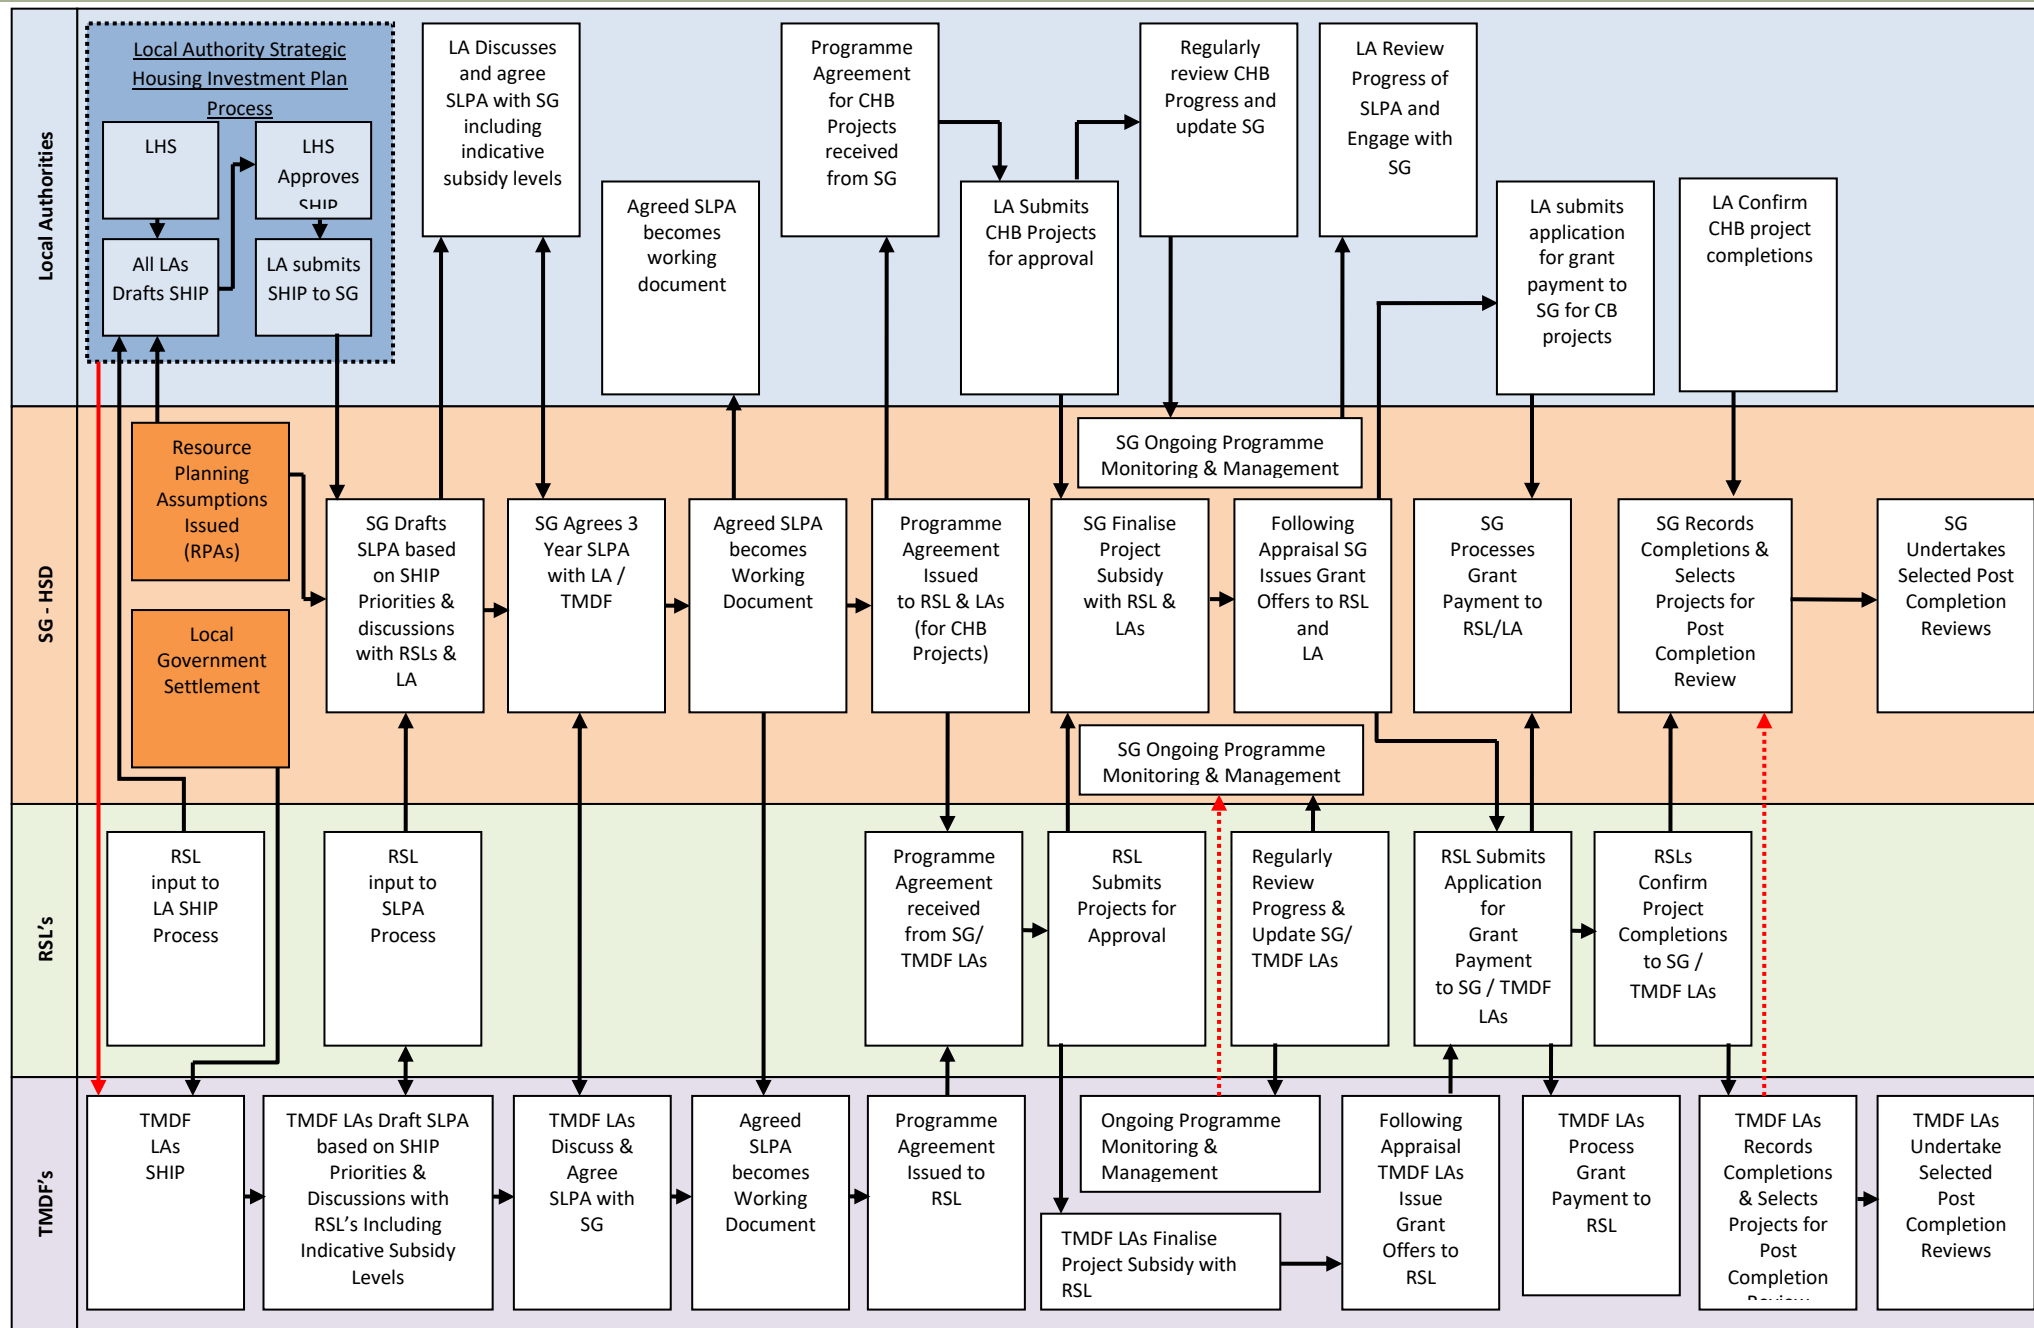 Local Authorities
Local Authority Strategic
Housing Investment Plan
Process
LHS
LHS
Approves
SHIP
All LAs
Drafts SHIP
LA submits
SHIP to SG
LA Discusses
and agree
SLPA with SG
including
indicative
subsidy levels
Agreed SLPA
becomes
working
document
Programme
Agreement
for CHB
Projects
received
from SG
LA Submits
CHB Projects
for approval
Regularly
review CHB
Progress and
update SG
LA Review
Progress of
SLPA and
Engage with
SG
LA submits
application
for grant
payment to
SG for CB
projects
LA Confirm
CHB project
completions
SG - HSD
Resource
Planning
Assumptions
Issued
(RPAs)
Local
Government
Settlement
SG Drafts
SLPA based
on SHIP
Priorities &
discussions
with RSLs &
LA
SG Agrees 3
Year SLPA
with LA /
TMDF
Agreed SLPA
becomes
Working
Document
Programme
Agreement
Issued
to RSL & LAs
(for CHB
Projects)
SG Ongoing Programme
Monitoring & Management
SG Finalise
Project
Subsidy
with RSL &
LAs
Following
Appraisal SG
Issues Grant
Offers to RSL
and
LA
SG Ongoing Programme
Monitoring & Management
SG
Processes
Grant
Payment to
RSL/LA
SG Records
Completions &
Selects
Projects for
Post
Completion
Review
SG
Undertakes
Selected Post
Completion
Reviews
RSL's
RSL
input to
LA SHIP
Process
RSL
input to
SLPA
Process
Programme
Agreement
received
from SG/
TMDF LAs
RSL
Submits
Projects for
Approval
Regularly
Review
Progress &
Update SG/
TMDF LAs
RSL Submits
Application
for
Grant
Payment
to SG / TMDF
LAs
RSLs
Confirm
Project
Completions
to SG /
TMDF LAs
TMDF's
TMDF
LAs
SHIP
TMDF LAs Draft SLPA
based on SHIP
Priorities &
Discussions with
RSL's Including
Indicative Subsidy
Levels
TMDF LAs
Discuss &
Agree
SLPA with
SG
Agreed
SLPA
becomes
Working
Document
Programme
Agreement
Issued to
RSL
Ongoing Programme
Monitoring &
Management
TMDF LAs Finalise
Project Subsidy with
RSL
Following
Appraisal
TMDF LAs
Issue
Grant
Offers to
RSL
TMDF LAs
Process
Grant
Payment to
RSL
TMDF LAs
Records
Completions
& Selects
Projects for
Post
Completion
Review
TMDF LAs
Undertake
Selected
Post
Completion
Reviews